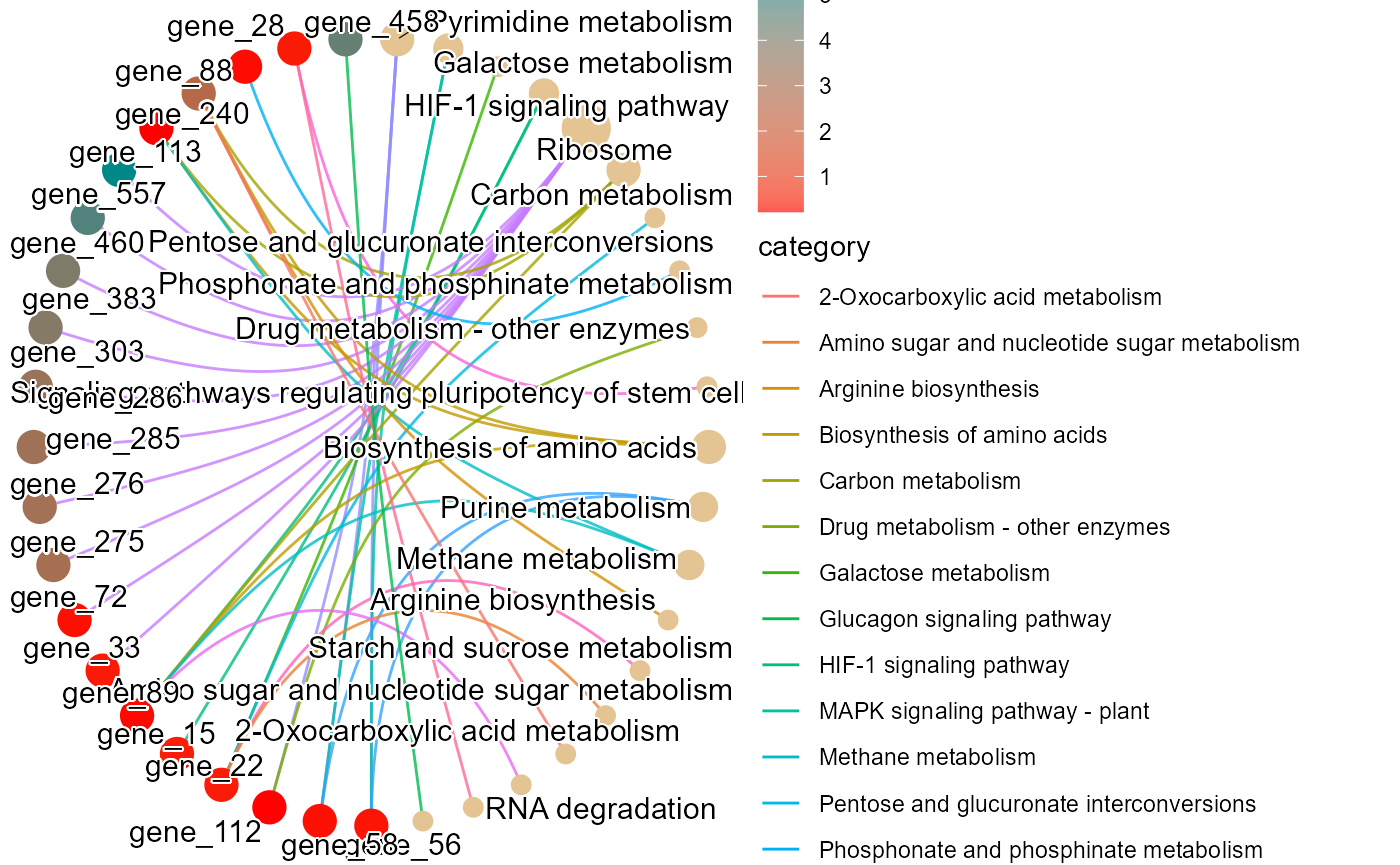 gene_28
gene_458
Pyrimidine metabolism
Galactose metabolism
gene_88
HIF-1 signaling pathway
gene_240
Ribosome
gene_113
gene_557
Carbon metabolism
gene_460
Pentose and glucuronate interconversions
Phosphonate and phosphinate metabolism
gene_383
Drug metabolism - other enzymes
gene_303
Signaling pathways regulating pluripotency of stem cell
gene_286
gene_285
Biosynthesis of amino acids
gene_276
Purine metabolism
gene_275
Methane metabolism
gene_72
Arginine biosynthesis
gene_33
Starch and sucrose metabolism
gene_89
Amino sugar and nucleotide sugar metabolism
gene_15
2-Oxocarboxylic acid metabolism
gene_22
RNA degradation
gene_112
gene_58
gene_56
4
3
2
1
category
2-Oxocarboxylic acid metabolism
Amino sugar and nucleotide sugar metabolism
Arginine biosynthesis
Biosynthesis of amino acids
Carbon metabolism
Drug metabolism - other enzymes
Galactose metabolism
Glucagon signaling pathway
HIF-1 signaling pathway
MAPK signaling pathway - plant
Methane metabolism
Pentose and glucuronate interconversions
Phosphonate and phosphinate metabolism